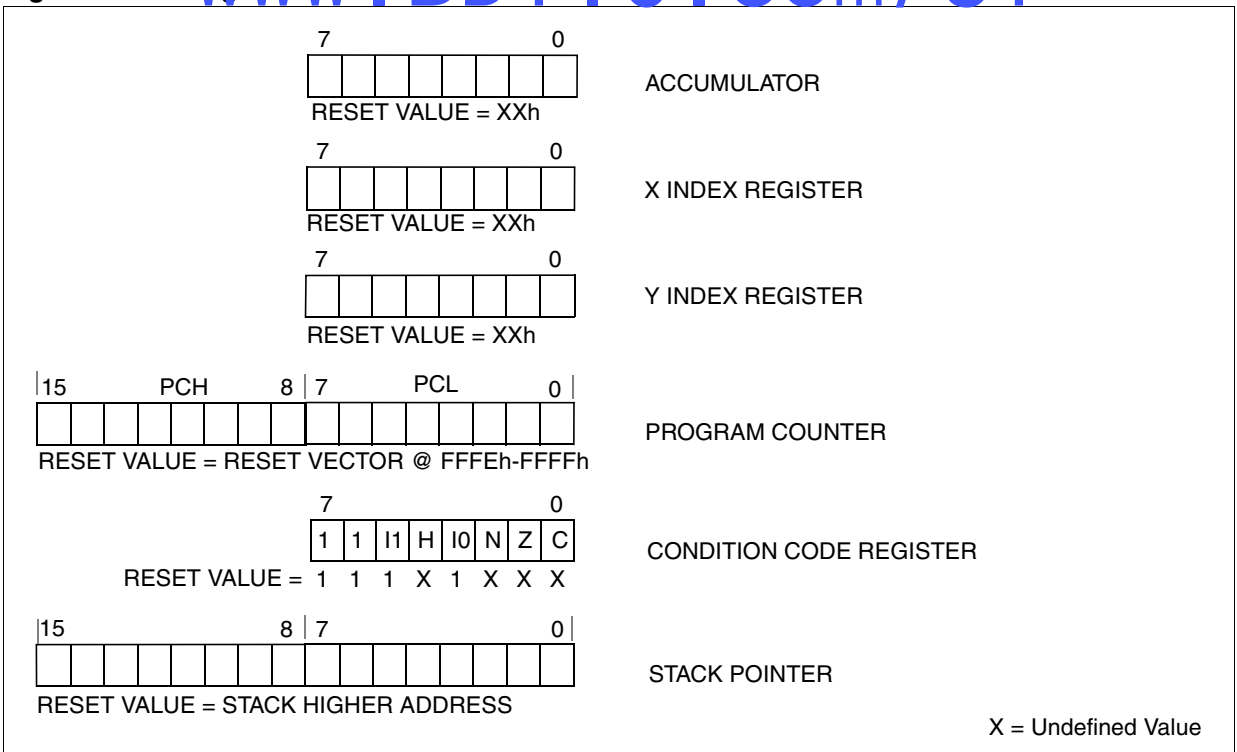 7 0
ACCUMULATOR
RESET VALUE = XXh
7 0
X INDEX REGISTER
RESET VALUE = XXh
7 0
Y INDEX REGISTER
RESET VALUE = XXh
15 PCH 8 7 PCL 0
PROGRAM COUNTER
RESET VALUE = RESET VECTOR @ FFFEh-FFFFh
7 0
1 1 I1 H I0 N Z C
CONDITION CODE REGISTER
RESET VALUE = 1 1 1 X 1 X X X
15 8 7 0
STACK POINTER
RESET VALUE = STACK HIGHER ADDRESS
X = Undefined Value